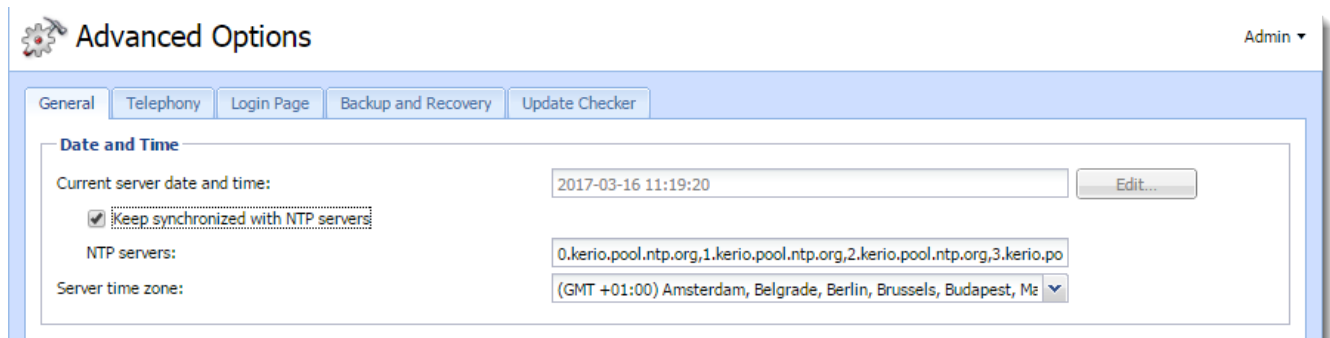 Advanced Options
Admin
General Telephony Login Page Backup and Recovery Update Checker
Date and Time
Current server date and time: 2017-03-16 11:19:20 Edit...
Keep synchronized with NTP servers
NTP servers: 0.kerio.pool.ntp.org,1.kerio.pool.ntp.org,2.kerio.pool.ntp.org,3.kerio.po
Server time zone: (GMT +01:00) Amsterdam, Belgrade, Berlin, Brussels, Budapest, Ma